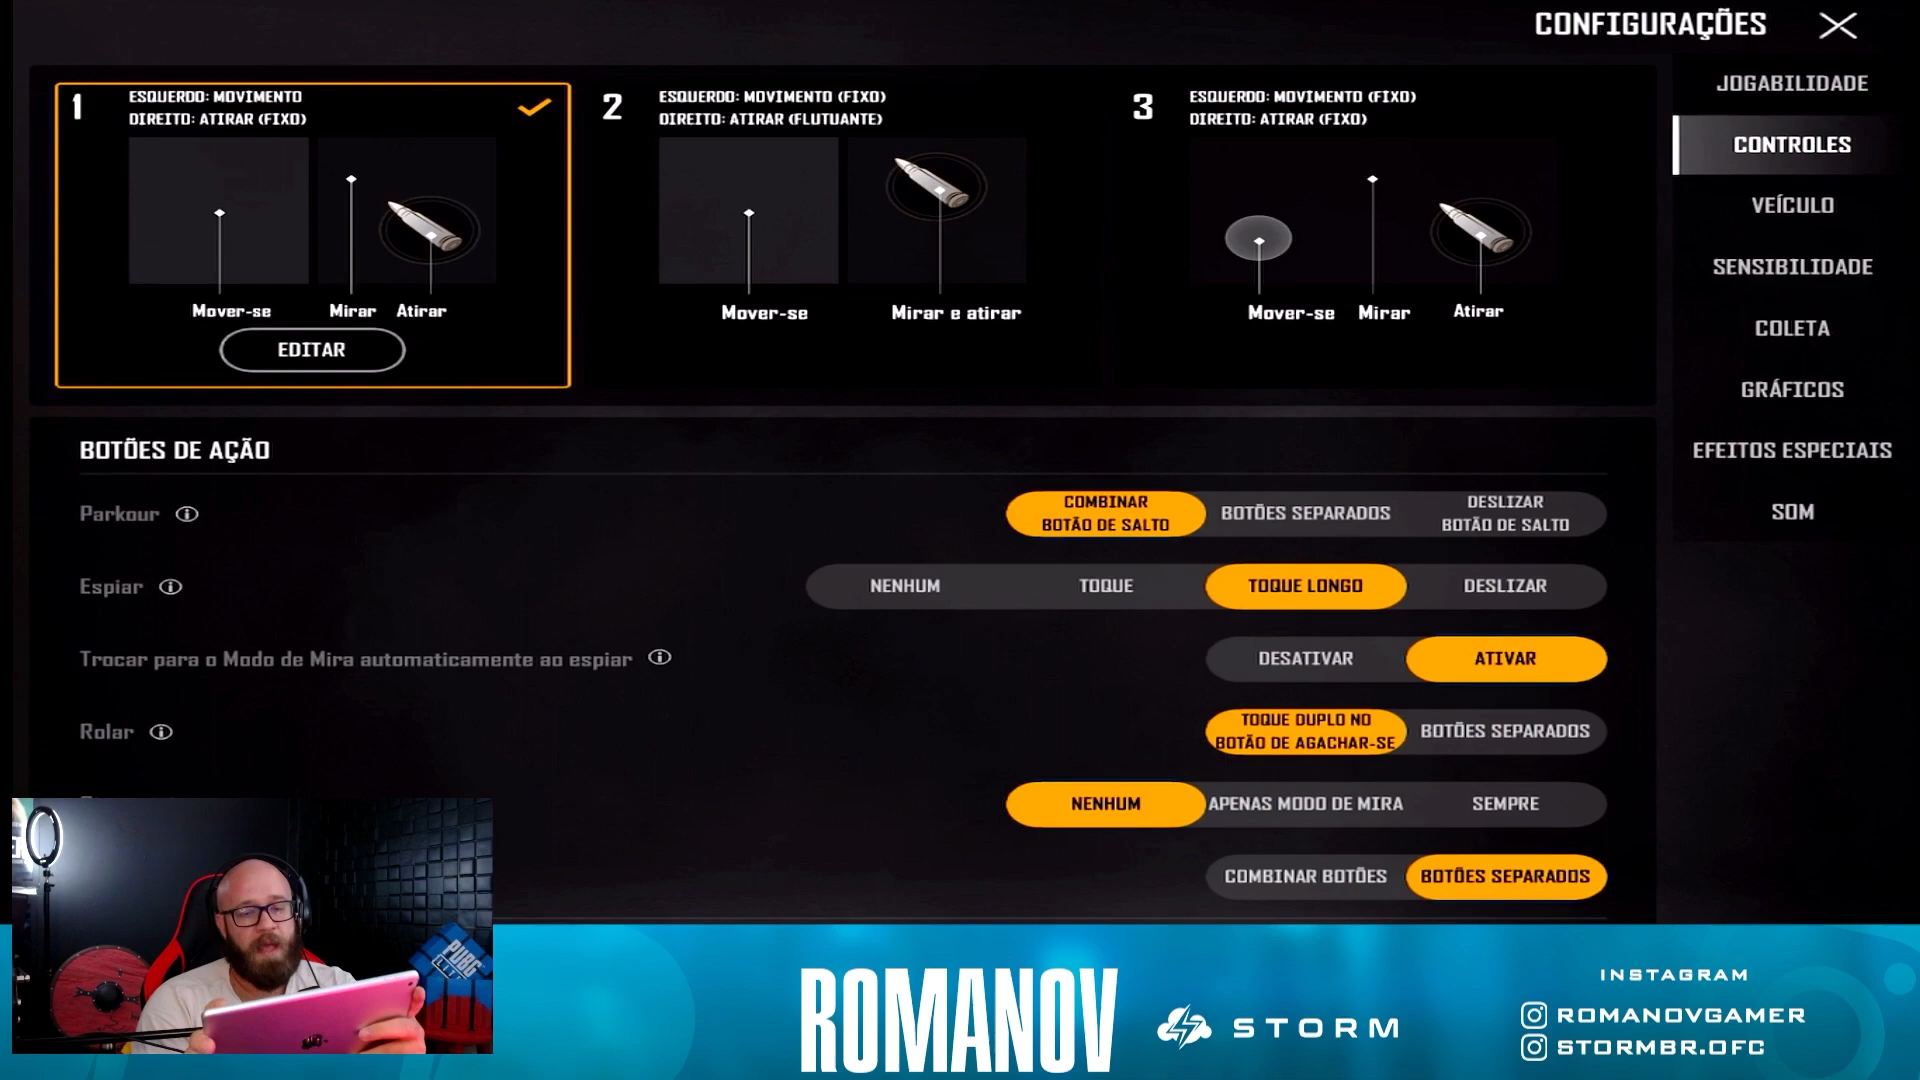 CONFIGURAÇÕES
1
ESQUERDO: MOVIMENTO
DIREITO: ATIRAR (FIXO)
Mover-se
Mirar
Atirar
EDITAR
2
ESQUERDO: MOVIMENTO (FIXO)
DIREITO: ATIRAR (FLUTUANTE)
Mover-se
Mirar e atirar
3
ESQUERDO: MOVIMENTO (FIXO)
DIREITO: ATIRAR (FIXO)
Mover-se
Mirar
Atirar
JOGABILIDADE
CONTROLES
VEÍCULO
SENSIBILIDADE
COLETA
GRÁFICOS
EFEITOS ESPECIAIS
SOM
BOTÕES DE AÇÃO
Parkour
COMBINAR
BOTÃO DE SALTO
BOTÕES SEPARADOS
DESLIZAR
BOTÃO DE SALTO
Espiar
NENHUM
TOQUE
TOQUE LONGO
DESLIZAR
Trocar para o Modo de Mira automaticamente ao espiar
DESATIVAR
ATIVAR
Rolar
TOQUE DUPLO NO
BOTÃO DE AGACHAR-SE
BOTÕES SEPARADOS
NENHUM
APENAS MODO DE MIRA
SEMPRE
COMBINAR BOTÕES
BOTÕES SEPARADOS
PUBG
LITE
ROMANOV
STORM
INSTAGRAM
ROMANOVGAMER
STORMBR.OFC